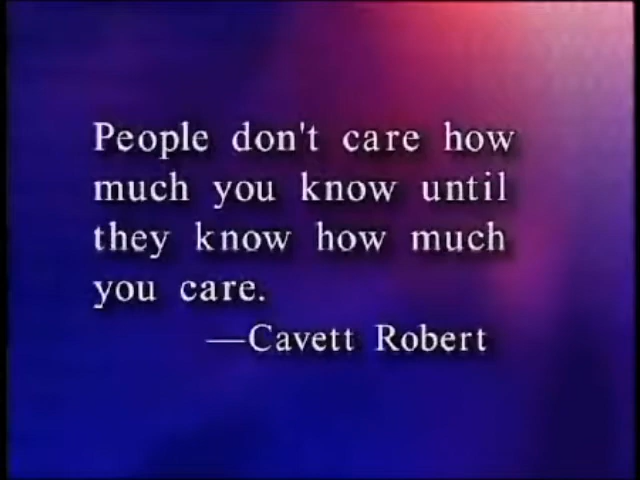 People don't care how
much you know until
they know how much
you care.
—Cavett Robert